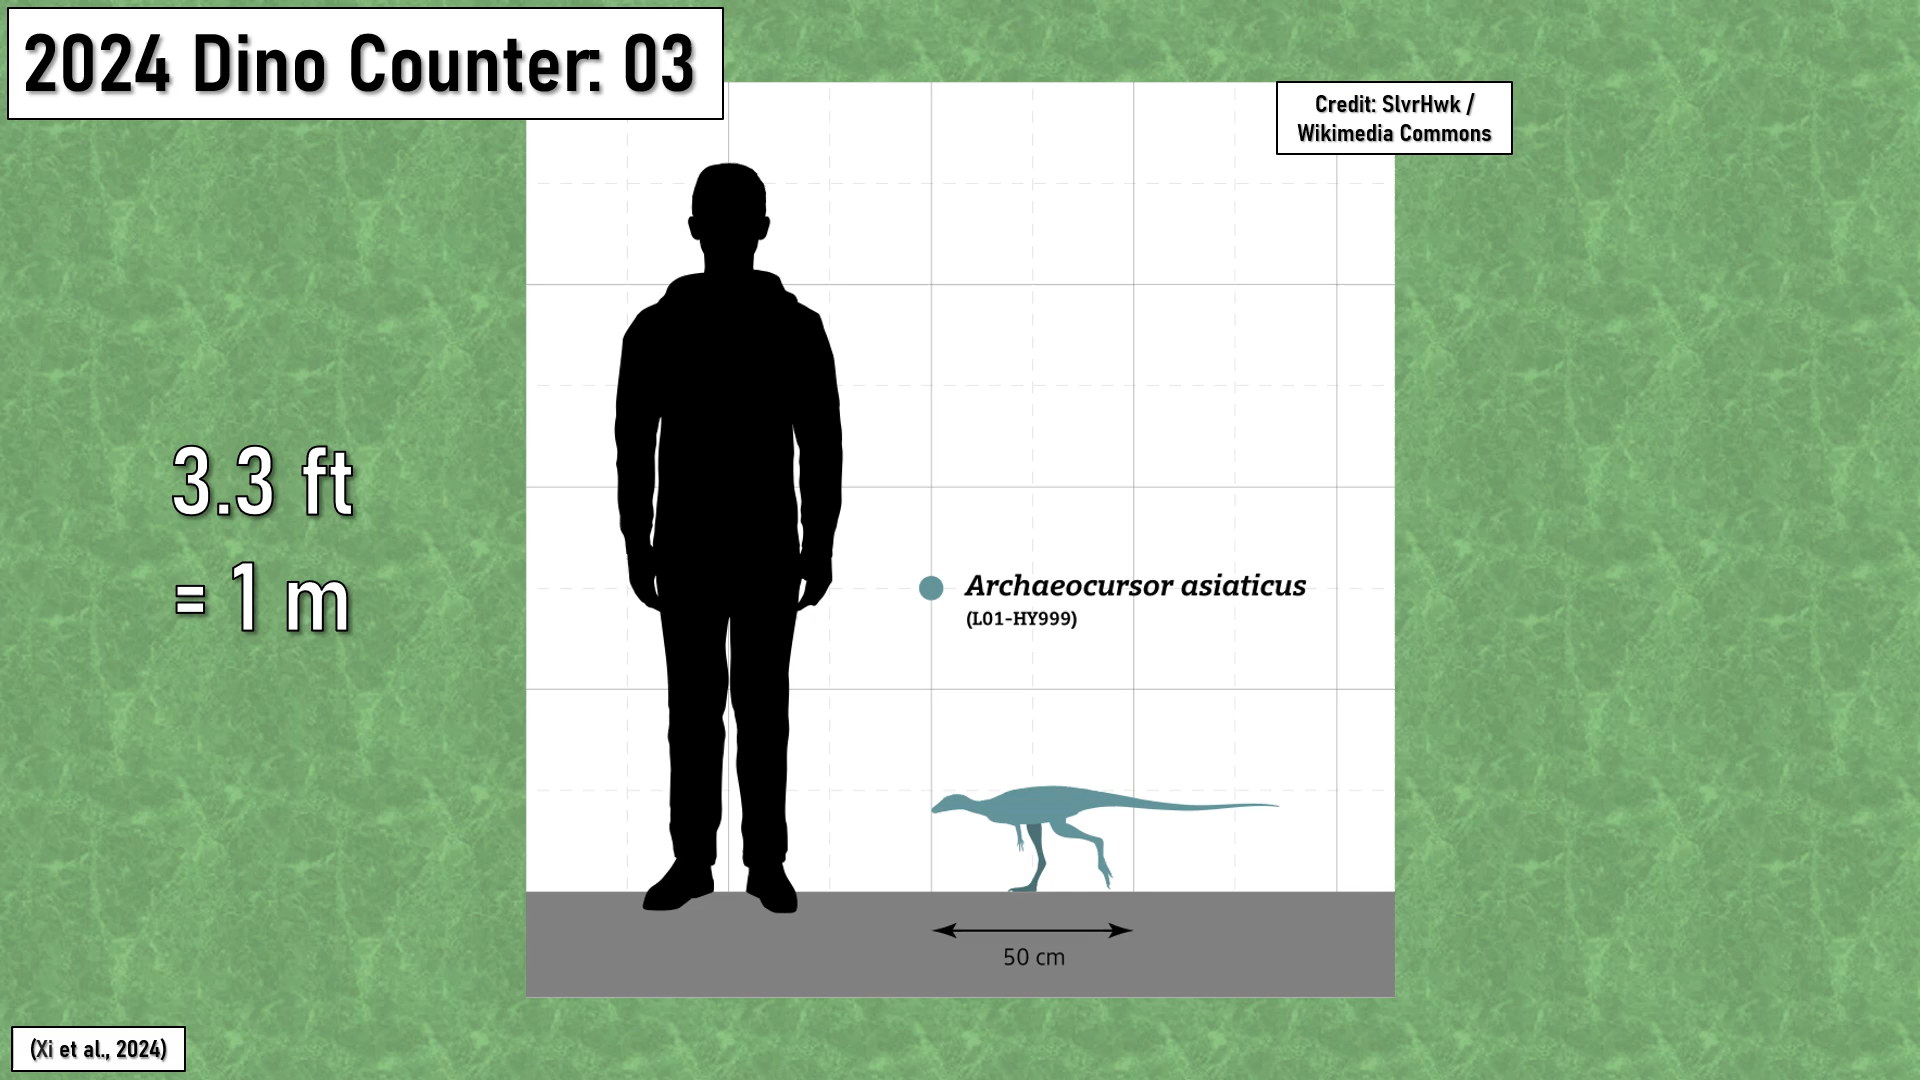 2024 Dino Counter: 03
Credit: SlvrHwk /
Wikimedia Commons
3.3 ft
= 1 m
Archaeocursor asiaticus
(L01-HY999)
50 cm
(Xi et al., 2024)